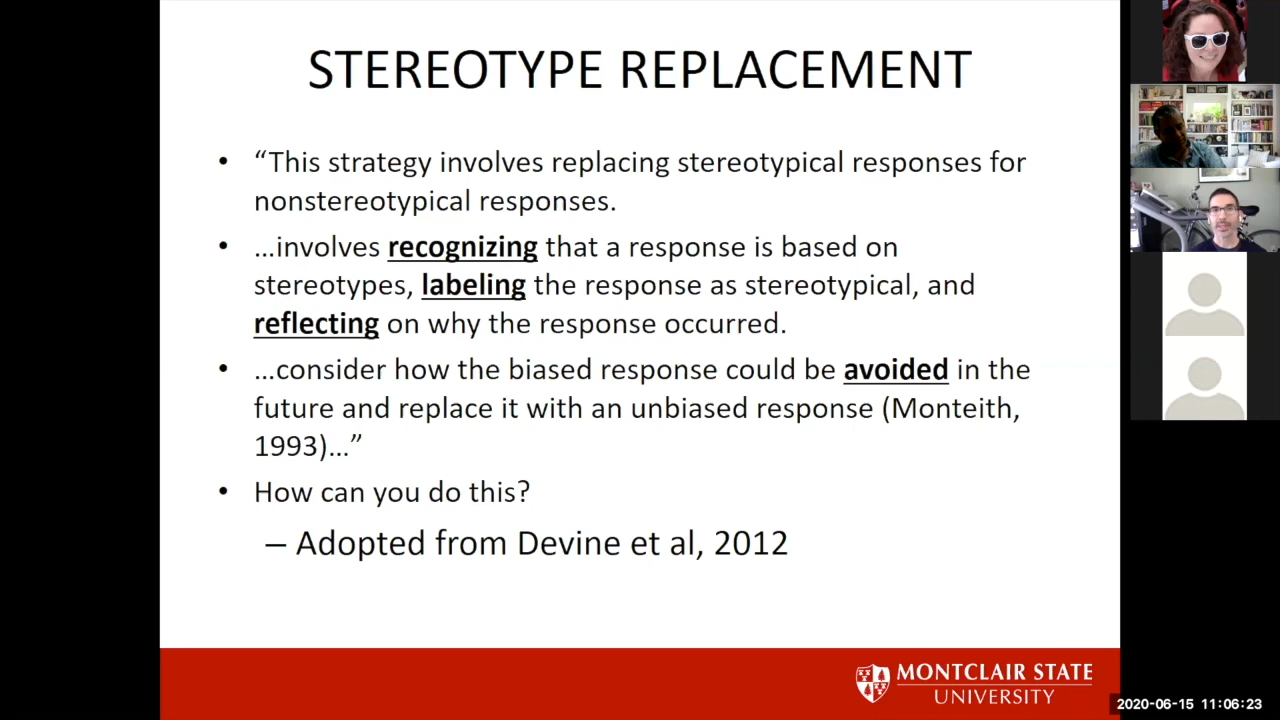 STEREOTYPE REPLACEMENT
• “This strategy involves replacing stereotypical responses for
nonstereotypical responses.
• …involves recognizing that a response is based on
stereotypes, labeling the response as stereotypical, and
reflecting on why the response occurred.
• …consider how the biased response could be avoided in the
future and replace it with an unbiased response (Monteith,
1993)…”
• How can you do this?
– Adopted from Devine et al, 2012
MONTCLAIR STATE
UNIVERSITY
2020-06-15 11:06:23